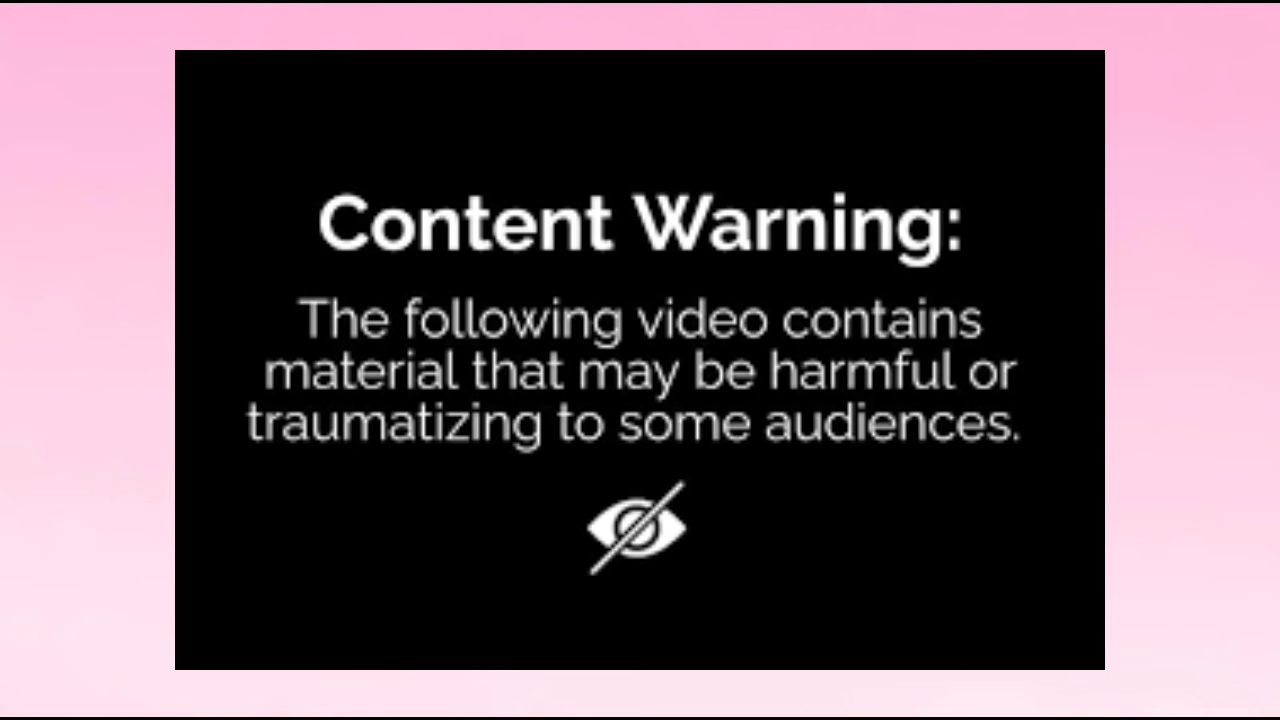 Content Warning:
The following video contains
material that may be harmful or
traumatizing to some audiences.